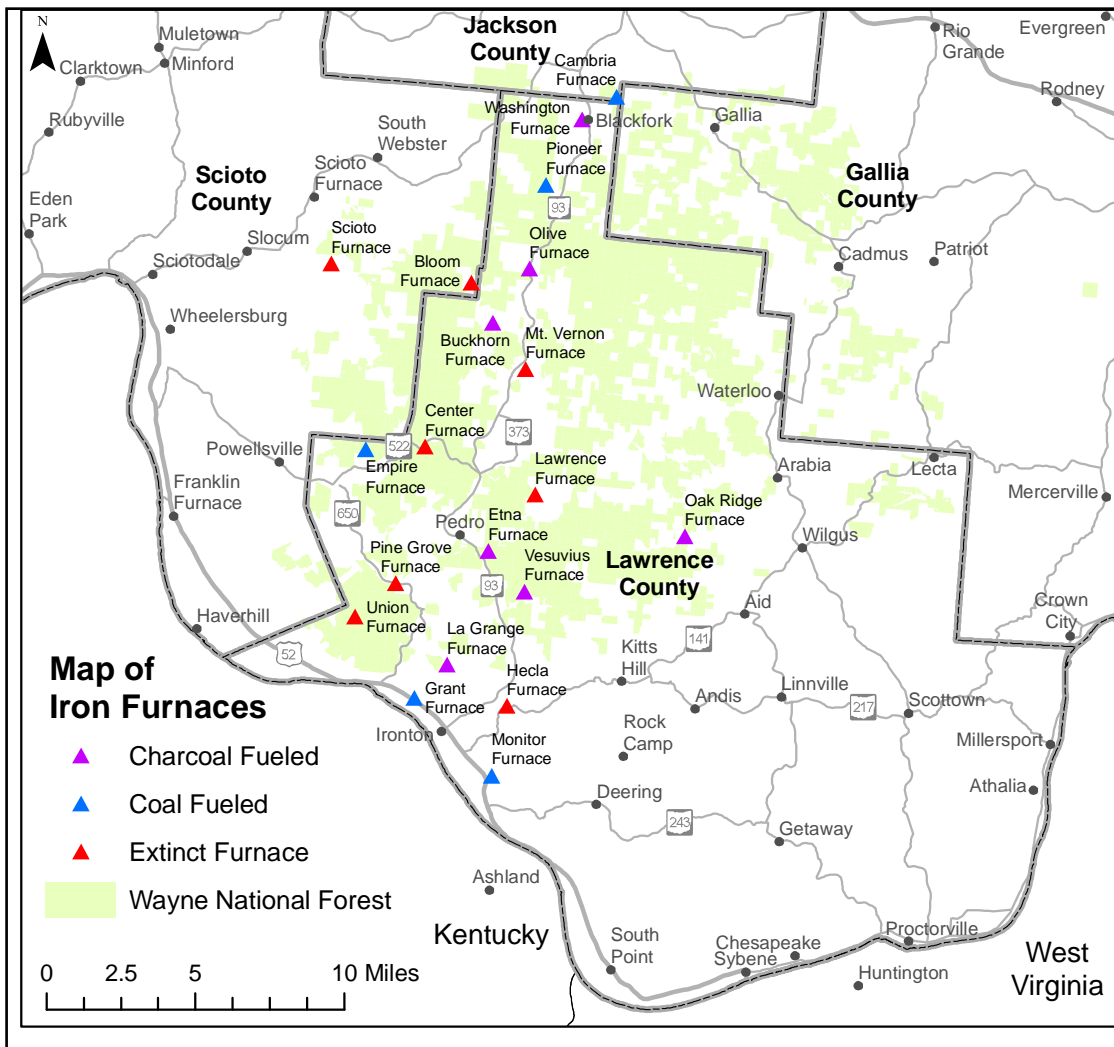 N
Muletown
Minford
Clarktown
Rubyville
Eden
Park
Sciotodale
Slocum
Scioto
Furnace
South
Webster
Scioto
County
Scioto
Furnace
Wheelersburg
Jackson
County
Cambria
Furnace
Washington
Furnace
Blackfork
Pioneer
Furnace
93
Olive
Furnace
Bloom
Furnace
Buckhorn
Furnace
Mt. Vernon
Furnace
Gallia
Gallia
County
Rio
Grande
Evergreen
Rodney
Cadmus
Patriot
Waterloo
Center
Furnace
373
522
Empire
Furnace
Powellsville
Franklin
Furnace
650
Lawrence
Furnace
Pedro
Etna
Furnace
Oak Ridge
Furnace
Arabia
Lecta
Mercerville
Wilgus
Pine Grove
Furnace
Vesuvius
Furnace
93
Lawrence
County
Union
Furnace
Haverhill
52
La Grange
Furnace
Aid
141
Crown
City
Kitts
Hill
Hecla
Furnace
Grant
Furnace
Ironton
Andis
Linnville
217
Scottown
Rock
Camp
Monitor
Furnace
Millersport
Athalia
Deering
243
Getaway
Ashland
Kentucky
South
Point
Chesapeake
Sybene
Proctorville
Huntington
West
Virginia
Map of
Iron Furnaces
Charcoal Fueled
Coal Fueled
Extinct Furnace
Wayne National Forest
0 2.5 5 10 Miles